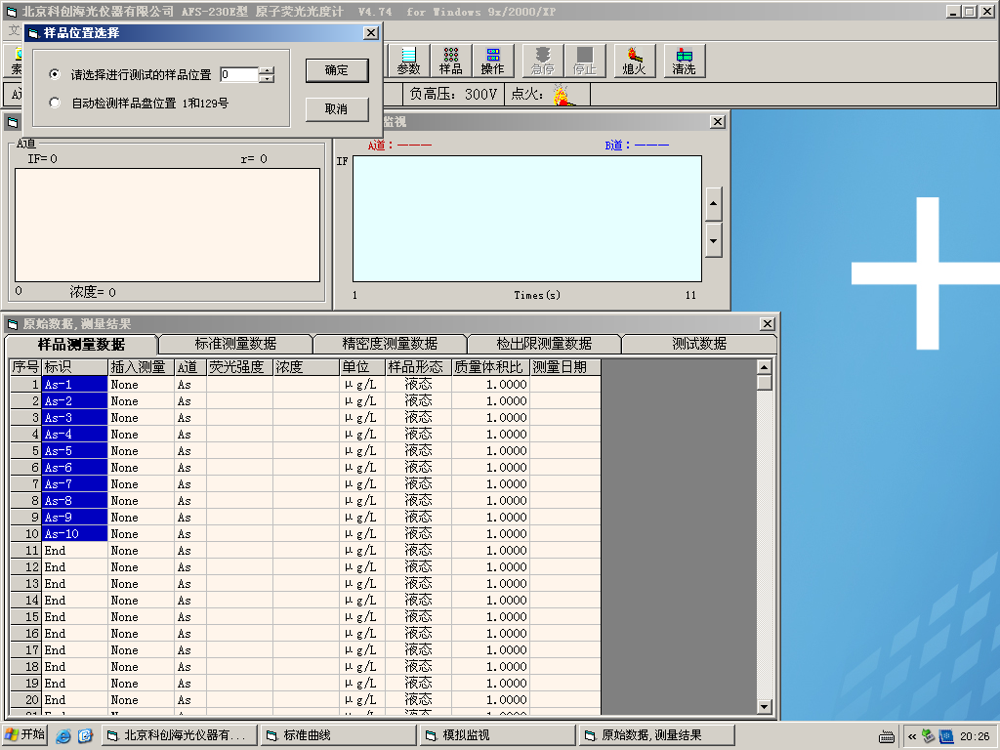 北京科创海光仪器有限公司 AFS-230E型 原子荧光光度计 V4.74 for Windows 9x/2000/XP
样品位置选择
请选择进行测试的样品位置 0
自动检测样品盘位置 1和129号
确定
取消
参数 样品 操作 急停 停止 熄火 清洗
负高压: 300V 点火:
监视
A道 IF= 0 r= 0
0 浓度= 0
A道:——— B道:———
IF
1 Times(s) 11
原始数据,测量结果
样品测量数据 标准测量数据 精密度测量数据 检出限测量数据 测试数据
序号 标识 插入测量 A道 荧光强度 浓度 单位 样品形态 质量体积比 测量日期
1 As-1 None As μg/L 液态 1.0000
2 As-2 None As μg/L 液态 1.0000
3 As-3 None As μg/L 液态 1.0000
4 As-4 None As μg/L 液态 1.0000
5 As-5 None As μg/L 液态 1.0000
6 As-6 None As μg/L 液态 1.0000
7 As-7 None As μg/L 液态 1.0000
8 As-8 None As μg/L 液态 1.0000
9 As-9 None As μg/L 液态 1.0000
10 As-10 None As μg/L 液态 1.0000
11 End None As μg/L 液态 1.0000
12 End None As μg/L 液态 1.0000
13 End None As μg/L 液态 1.0000
14 End None As μg/L 液态 1.0000
15 End None As μg/L 液态 1.0000
16 End None As μg/L 液态 1.0000
17 End None As μg/L 液态 1.0000
18 End None As μg/L 液态 1.0000
19 End None As μg/L 液态 1.0000
20 End None As μg/L 液态 1.0000
开始 北京科创海光仪器有... 标准曲线 模拟监视 原始数据,测量结果 « 20:26